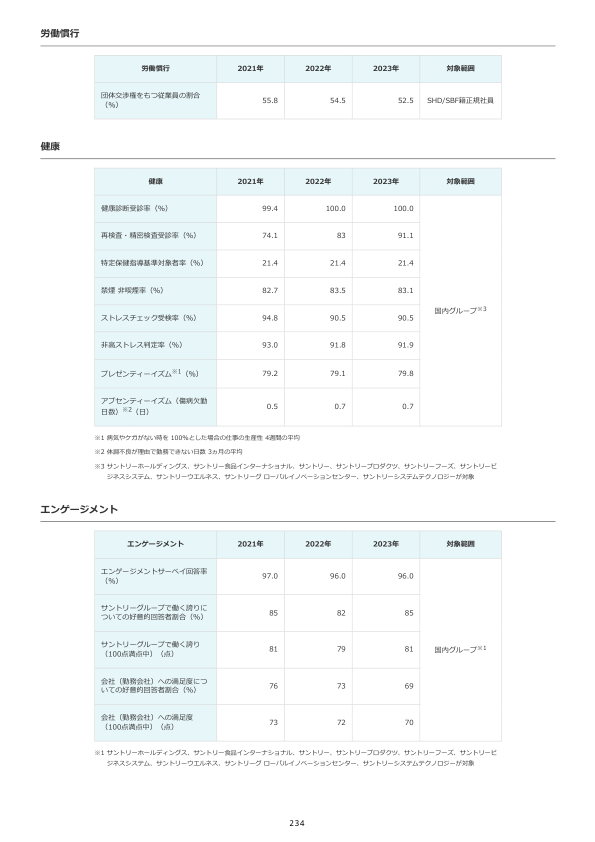 労働慣行
労働慣行 2021年 2022年 2023年 対象範囲
団体交渉権をもつ従業員の割合
（%） 55.8 54.5 52.5 SHD/SBF籍正規社員
健康
健康 2021年 2022年 2023年 対象範囲
健康診断受診率（%） 99.4 100.0 100.0
再検査・精密検査受診率（%） 74.1 83 91.1
特定保健指導基準対象者率（%） 21.4 21.4 21.4
禁煙 非喫煙率（%） 82.7 83.5 83.1
国内グループ※3
ストレスチェック受検率（%） 94.8 90.5 90.5
非高ストレス判定率（%） 93.0 91.8 91.9
プレゼンティーイズム※1（%） 79.2 79.1 79.8
アブセンティーイズム（傷病欠勤
日数）※2（日） 0.5 0.7 0.7
※1 病気やケガがない時を 100%とした場合の仕事の生産性 4週間の平均
※2 体調不良が理由で勤務できない日数 3ヵ月の平均
※3 サントリーホールディングス、サントリー食品インターナショナル、サントリー、サントリープロダクツ、サントリーフーズ、サントリービ
ジネスシステム、サントリーウエルネス、サントリーグ ローバルイノベーションセンター、サントリーシステムテクノロジーが対象
エンゲージメント
エンゲージメント 2021年 2022年 2023年 対象範囲
エンゲージメントサーベイ回答率
（%） 97.0 96.0 96.0
サントリーグループで働く誇りに
ついての好意的回答者割合（%） 85 82 85
サントリーグループで働く誇り
（100点満点中）（点） 81 79 81
国内グループ※1
会社（勤務会社）への満足度につ
いての好意的回答者割合（%） 76 73 69
会社（勤務会社）への満足度
（100点満点中）（点） 73 72 70
※1 サントリーホールディングス、サントリー食品インターナショナル、サントリー、サントリープロダクツ、サントリーフーズ、サントリービ
ジネスシステム、サントリーウエルネス、サントリーグ ローバルイノベーションセンター、サントリーシステムテクノロジーが対象
234